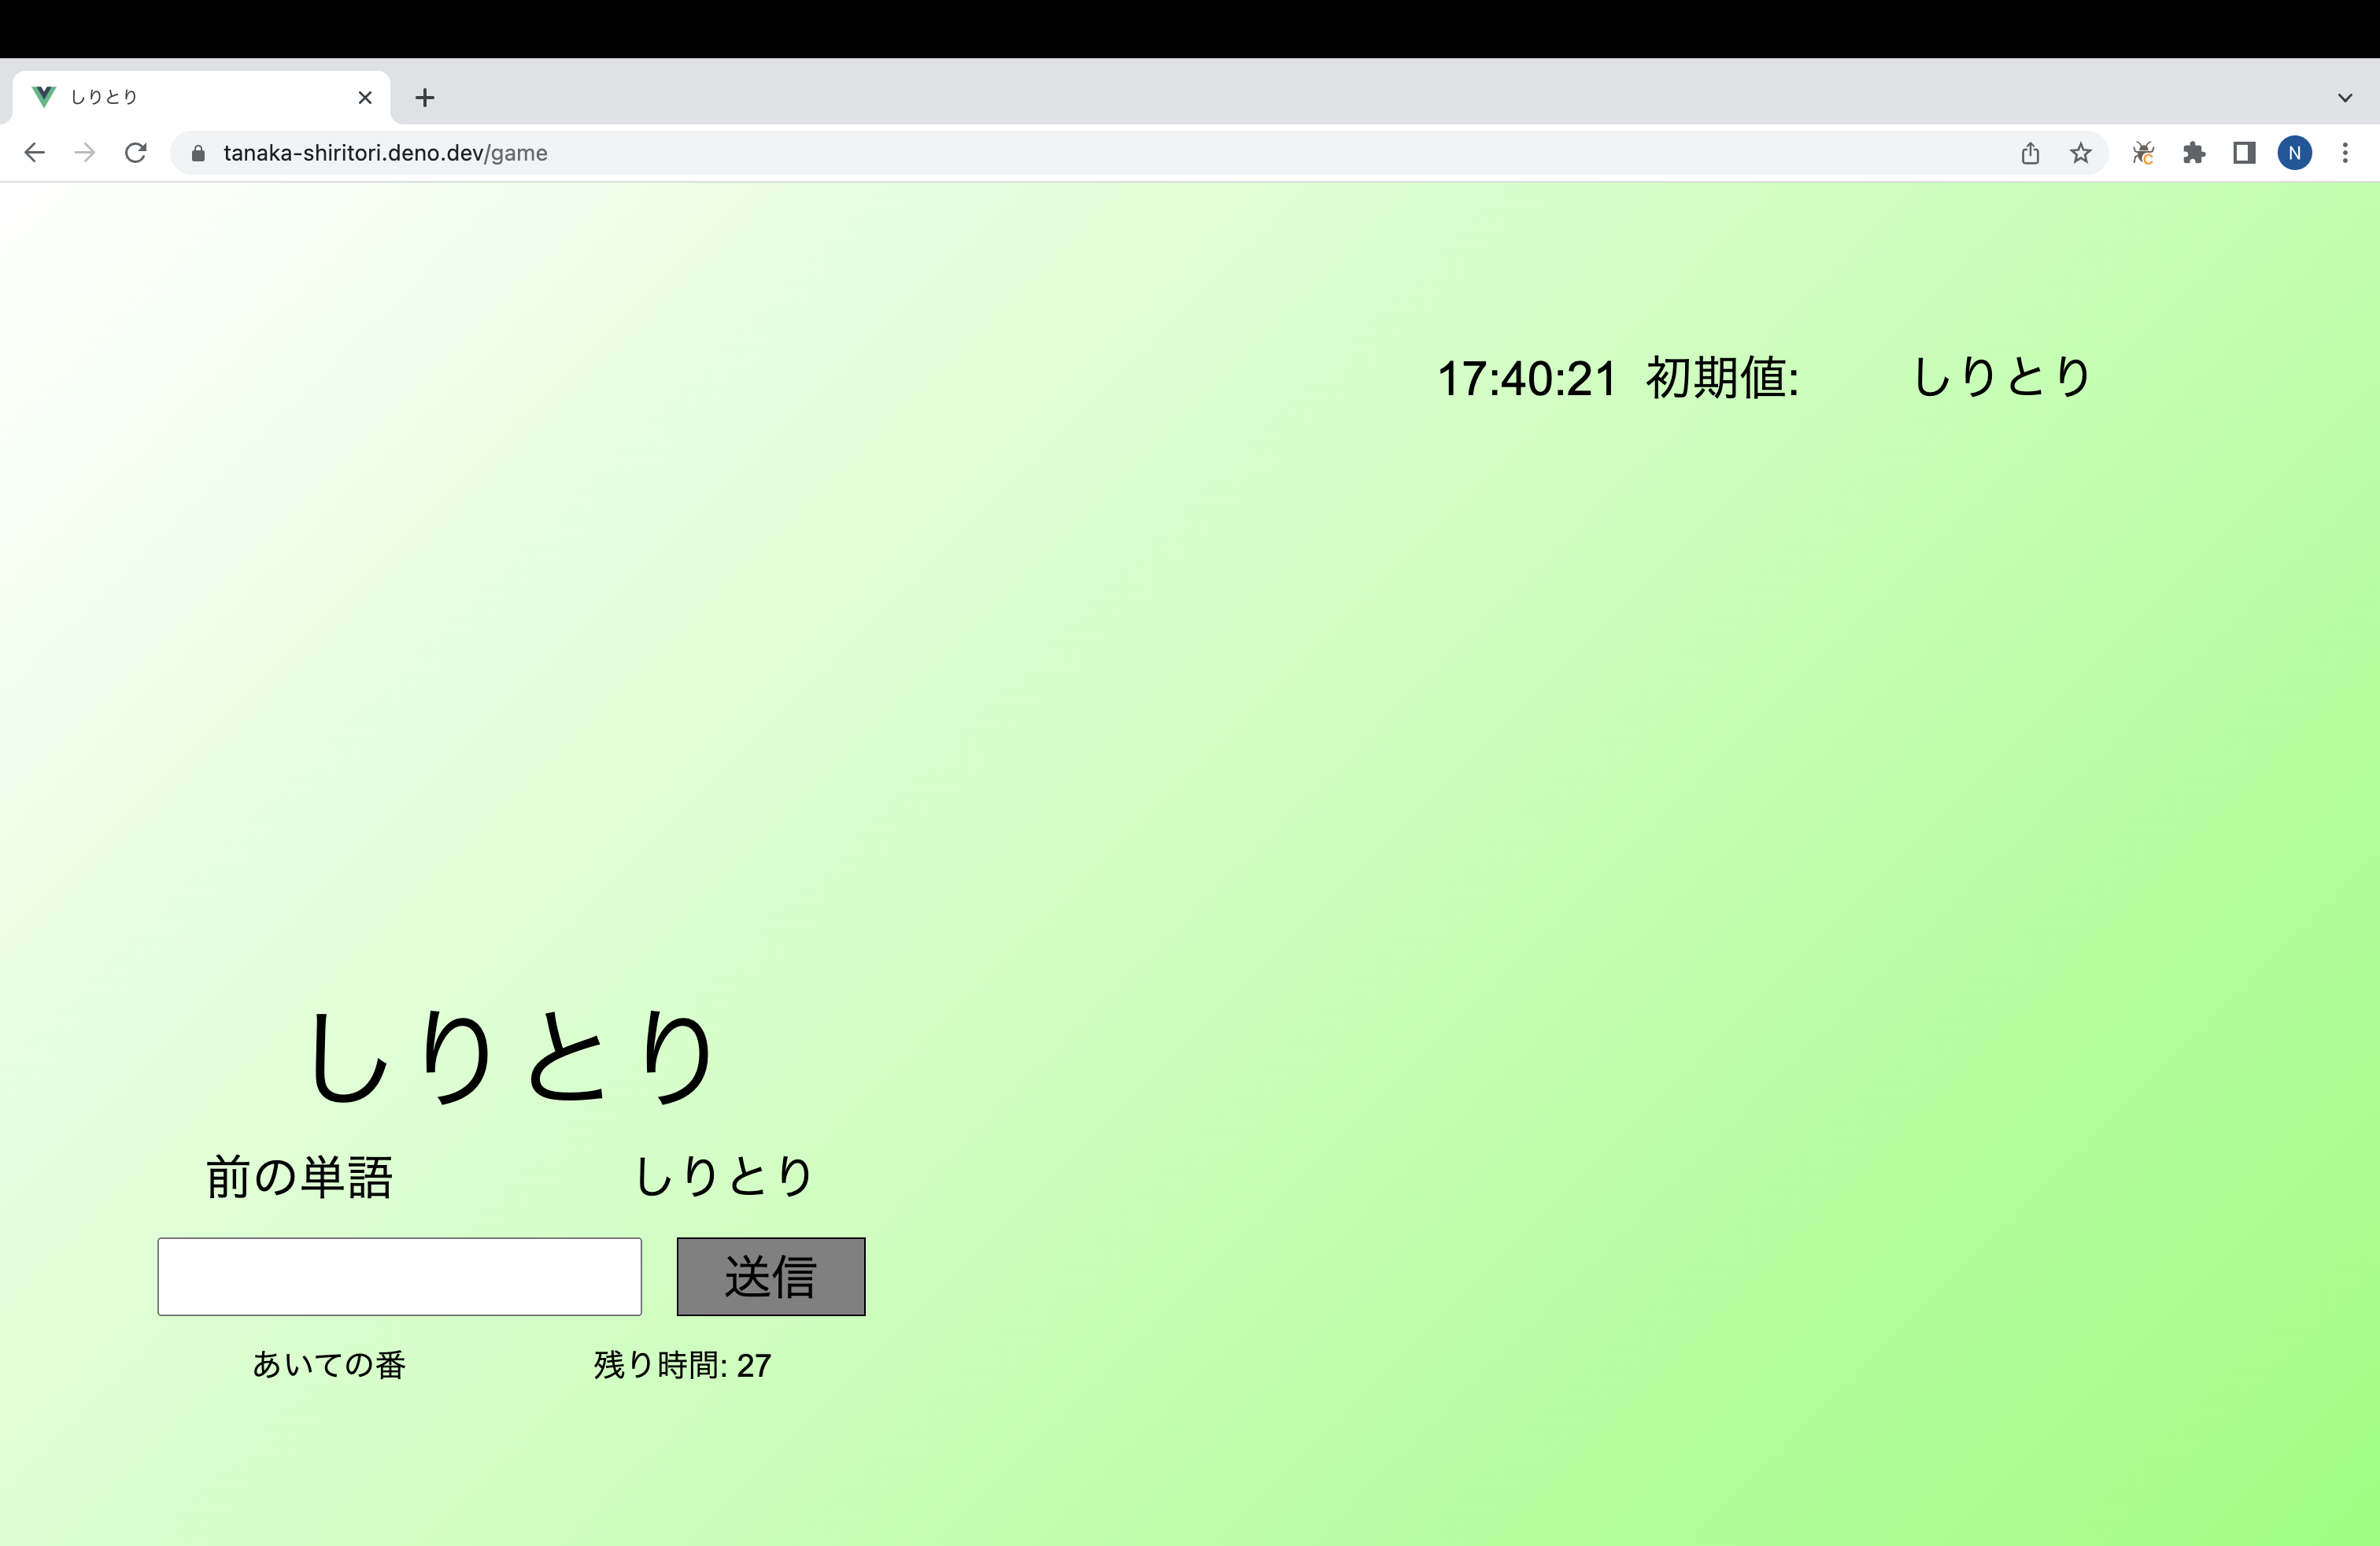 しりとり
tanaka-shiritori.deno.dev/game
N
17:40:21 初期値: しりとり
しりとり
前の単語 しりとり
送信
あいての番 残り時間: 27